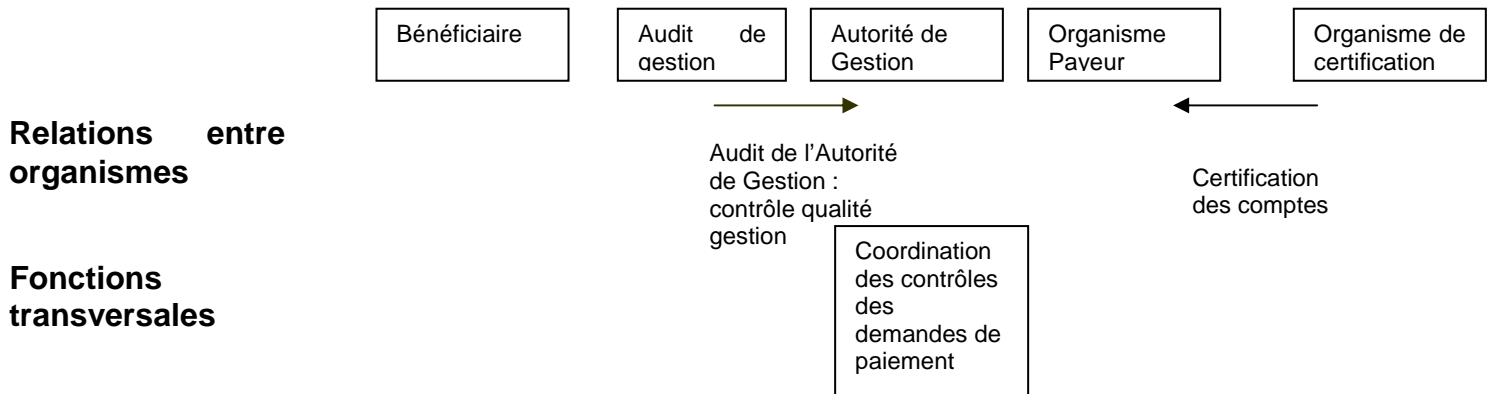 Bénéficiaire
Audit de
gestion
Autorité de
Gestion
Organisme
Payeur
Organisme de
certification
Relations entre
organismes
Audit de l'Autorité
de Gestion :
contrôle qualité
gestion
Certification
des comptes
Fonctions
transversales
Coordination
des contrôles
des
demandes de
paiement